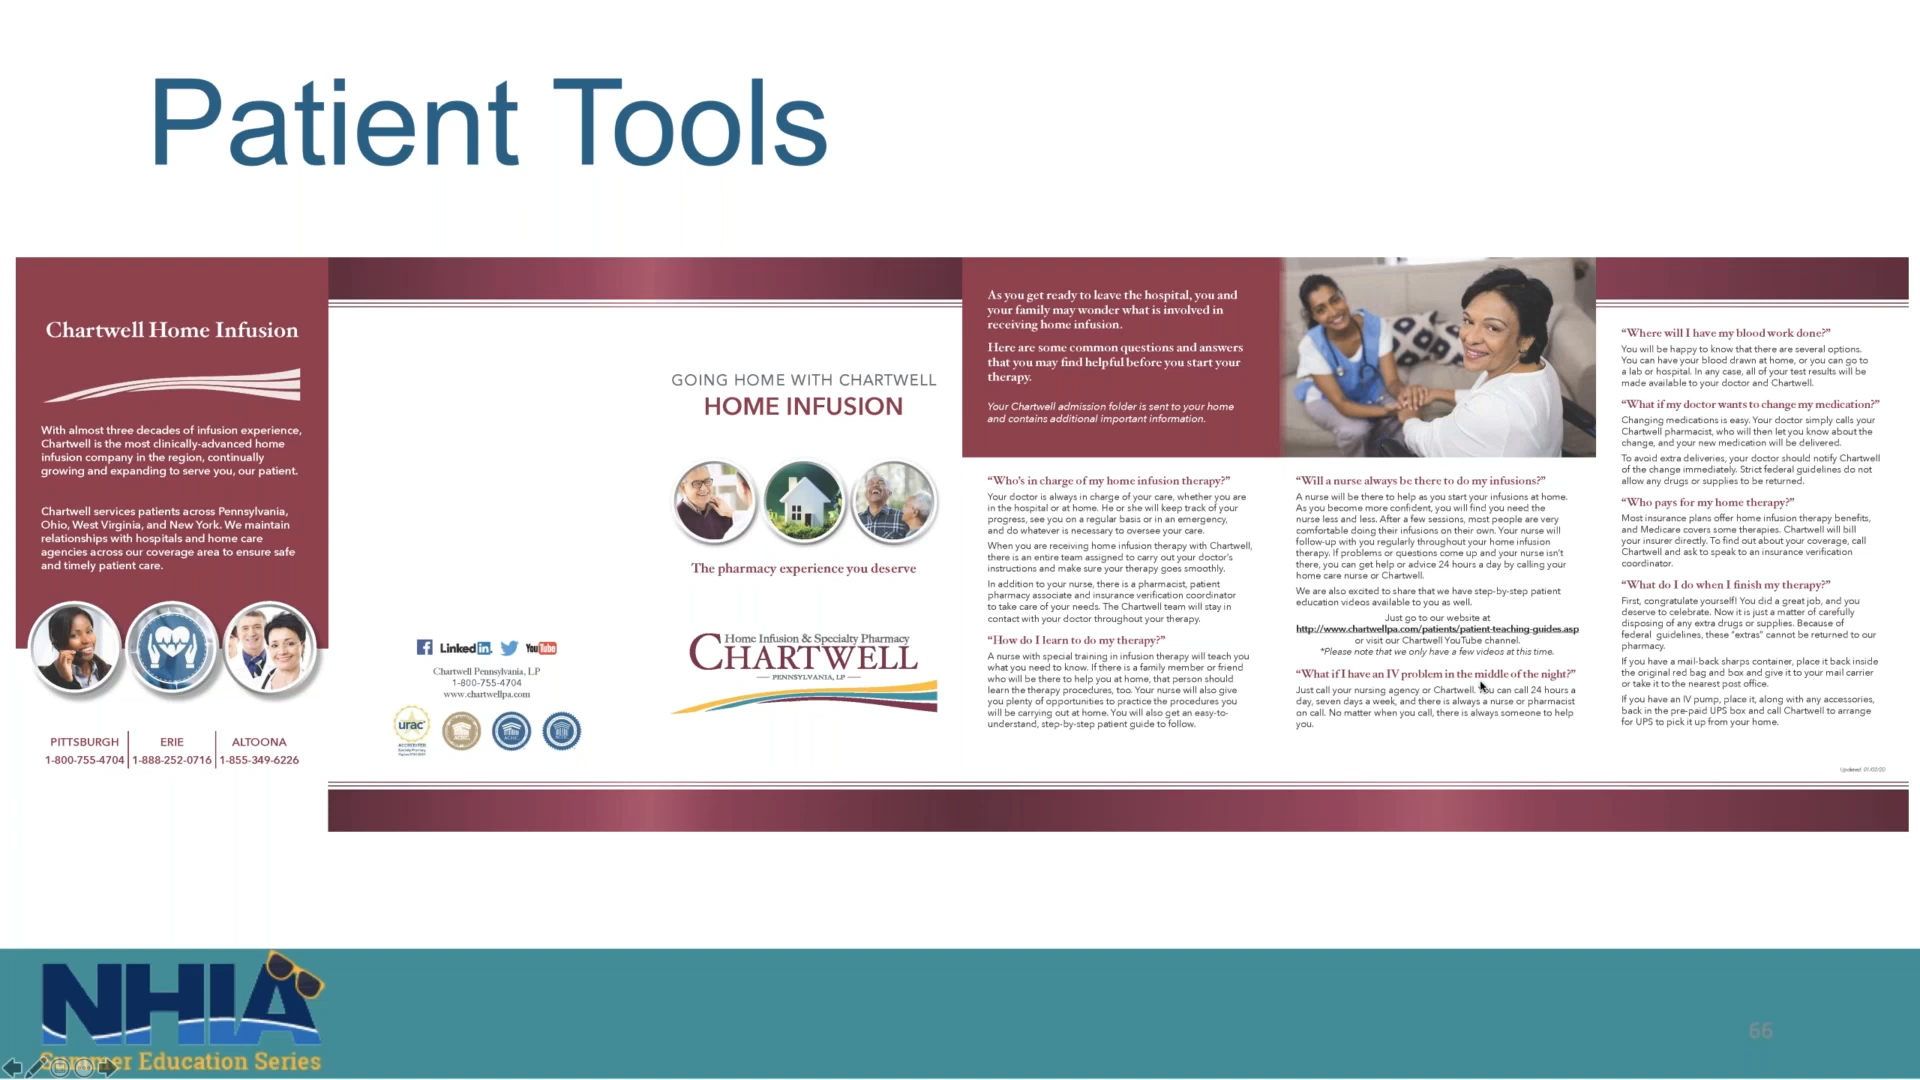 Patient Tools
Chartwell Home Infusion
With almost three decades of infusion experience,
Chartwell is the most clinically-advanced home
infusion company in the region, continually
growing and expanding to serve you, our patient.
Chartwell services patients across Pennsylvania,
Ohio, West Virginia, and New York. We maintain
relationships with hospitals and home care
agencies across our coverage area to ensure safe
and timely patient care.
PITTSBURGH
1-800-755-4704
ERIE
1-888-252-0716
ALTOONA
1-855-349-6226
LinkedIn
YouTube
Chartwell Pennsylvania, LP
1-800-755-4704
www.chartwellpa.com
urac
ACCREDITED
GOING HOME WITH CHARTWELL
HOME INFUSION
The pharmacy experience you deserve
Home Infusion & Specialty Pharmacy
CHARTWELL
PENNSYLVANIA, LP
As you get ready to leave the hospital, you and
your family may wonder what is involved in
receiving home infusion.
Here are some common questions and answers
that you may find helpful before you start your
therapy.
Your Chartwell admission folder is sent to your home
and contains additional important information.
“Who's in charge of my home infusion therapy?”
Your doctor is always in charge of your care, whether you are
in the hospital or at home. He or she will keep track of your
progress, see you on a regular basis or in an emergency,
and do whatever is necessary to oversee your care.
When you are receiving home infusion therapy with Chartwell,
there is an entire team assigned to carry out your doctor's
instructions and make sure your therapy goes smoothly.
In addition to your nurse, there is a pharmacist, patient
pharmacy associate and insurance verification coordinator
to take care of your needs. The Chartwell team will stay in
contact with your doctor throughout your therapy.
“How do I learn to do my therapy?”
A nurse with special training in infusion therapy will teach you
what you need to know. If there is a family member or friend
who will be there to help you at home, that person should
learn the therapy procedures, too. Your nurse will also give
you plenty of opportunities to practice the procedures you
will be carrying out at home. You will also get an easy-to-
understand, step-by-step patient guide to follow.
“Will a nurse always be there to do my infusions?”
A nurse will be there to help as you start your infusions at home.
As you become more confident, you will find you need the
nurse less and less. After a few sessions, most people are very
comfortable doing their infusions on their own. Your nurse will
follow-up with you regularly throughout your home infusion
therapy. If problems or questions come up and your nurse isn't
there, you can get help or advice 24 hours a day by calling your
home care nurse or Chartwell.
We are also excited to share that we have step-by-step patient
education videos available to you as well.
Just go to our website at
http://www.chartwellpa.com/patients/patient-teaching-guides.asp
or visit our Chartwell YouTube channel.
*Please note that we only have a few videos at this time.
“What if I have an IV problem in the middle of the night?”
Just call your nursing agency or Chartwell. You can call 24 hours a
day, seven days a week, and there is always a nurse or pharmacist
on call. No matter when you call, there is always someone to help
you.
“Where will I have my blood work done?”
You will be happy to know that there are several options.
You can have your blood drawn at home, or you can go to
a lab or hospital. In any case, all of your test results will be
made available to your doctor and Chartwell.
“What if my doctor wants to change my medication?”
Changing medications is easy. Your doctor simply calls your
Chartwell pharmacist, who will then let you know about the
change, and your new medication will be delivered.
To avoid extra deliveries, your doctor should notify Chartwell
of the change immediately. Strict federal guidelines do not
allow any drugs or supplies to be returned.
“Who pays for my home therapy?”
Most insurance plans offer home infusion therapy benefits,
and Medicare covers some therapies. Chartwell will bill
your insurer directly. To find out about your coverage, call
Chartwell and ask to speak to an insurance verification
coordinator.
“What do I do when I finish my therapy?”
First, congratulate yourself! You did a great job, and you
deserve to celebrate. Now it is just a matter of carefully
disposing of any extra drugs or supplies. Because of
federal guidelines, these “extras” cannot be returned to our
pharmacy.
If you have a mail-back sharps container, place it back inside
the original red bag and box and give it to your mail carrier
or take it to the nearest post office.
If you have an IV pump, place it, along with any accessories,
back in the pre-paid UPS box and call Chartwell to arrange
for UPS to pick it up from your home.
Updated: 01/02/20
NHIA
Summer Education Series
66